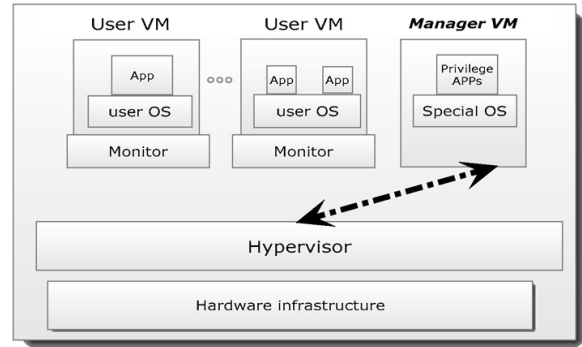 User VM
User VM
Manager VM
App
App
App
Privilege
APPs
user OS
user OS
Special OS
Monitor
Monitor
Hypervisor
Hardware infrastructure